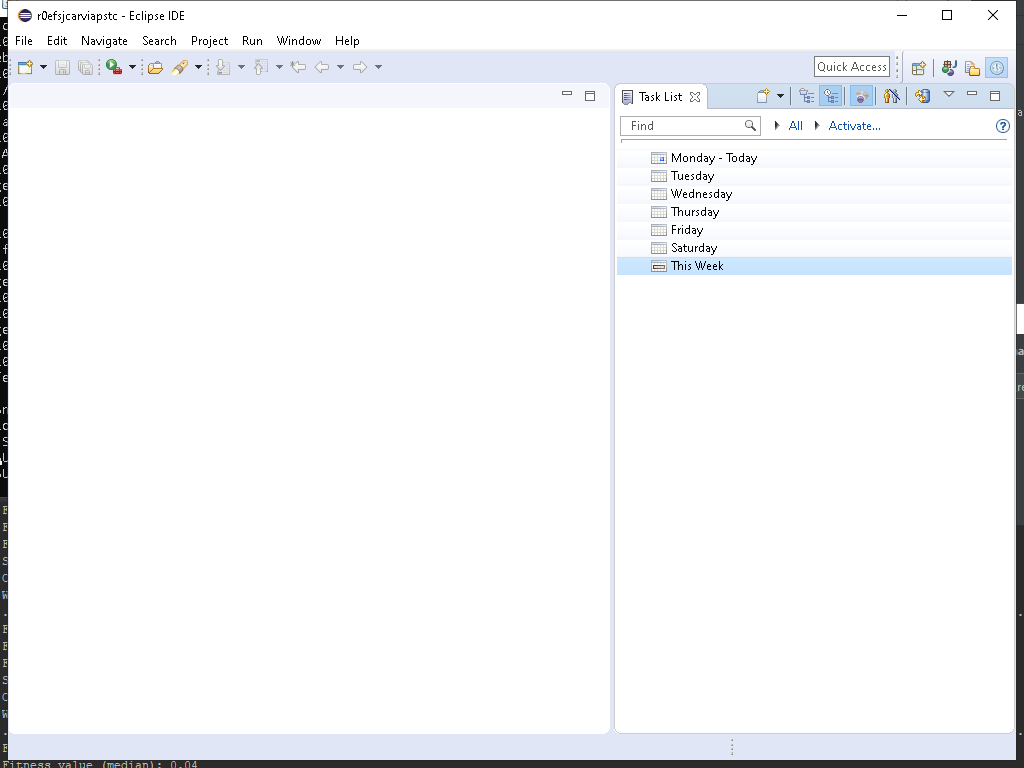 r0efsjcarviapstc - Eclipse IDE
File Edit Navigate Search Project Run Window Help
Quick Access
Task List
Find
All
Activate...
Monday - Today
Tuesday
Wednesday
Thursday
Friday
Saturday
This Week
Fitness value (median): 0.04